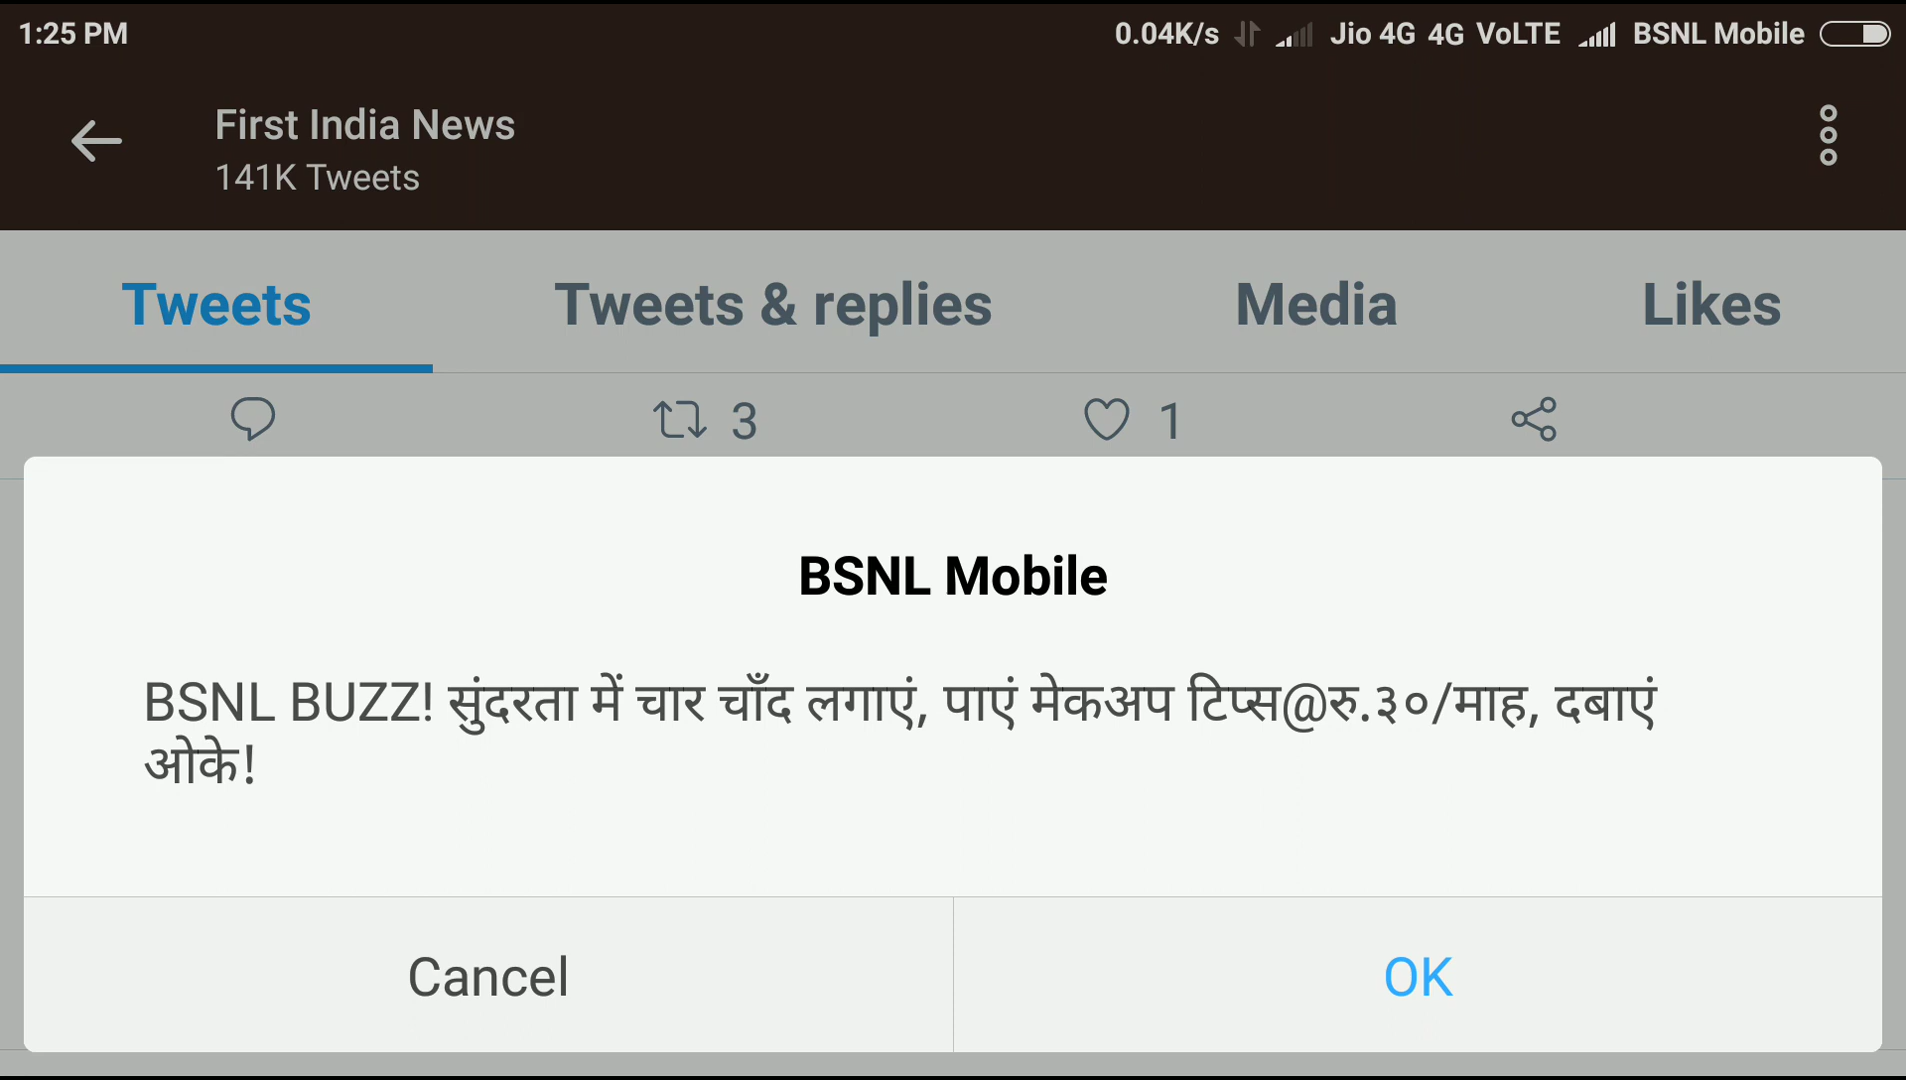 1:25 PM 0.04K/s Jio 4G 4G VoLTE BSNL Mobile
First India News
141K Tweets
Tweets Tweets & replies Media Likes
3 1
BSNL Mobile
BSNL BUZZ! सुंदरता में चार चाँद लगाएं, पाएं मेकअप टिप्स@रु.३०/माह, दबाएं
ओके!
Cancel OK